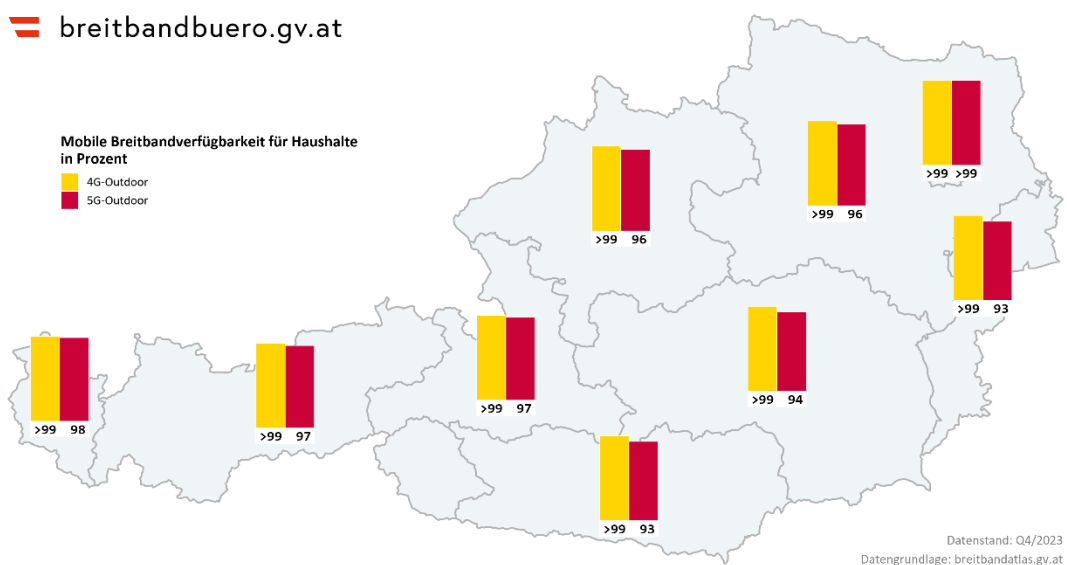 breitbandbuero.gv.at
Mobile Breitbandverfügbarkeit für Haushalte
in Prozent
4G-Outdoor
5G-Outdoor
>99 >99
>99 96
>99 96
>99 93
>99 94
>99 97
>99 98
>99 97
>99 93
Datenstand: Q4/2023
Datengrundlage: breitbandatlas.gv.at